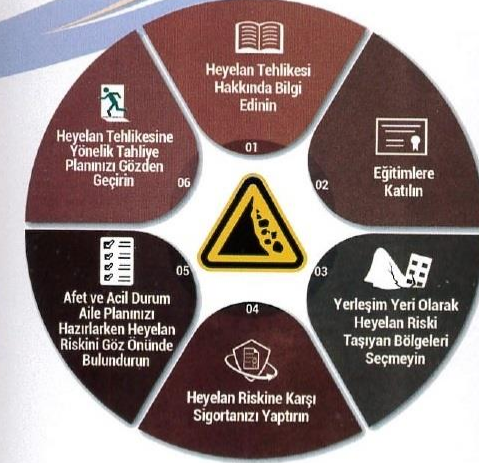 Heyelan Tehlikesi
Hakkında Bilgi
Edinin
01
Eğitimlere
Katılın
02
03
Yerleşim Yeri Olarak
Heyelan Riski
Taşıyan Bölgeleri
Seçmeyin
04
Heyelan Riskine Karşı
Sigortanızı Yaptırın
05
Afet ve Acil Durum
Aile Planınızı
Hazırlarken Heyelan
Riskini Göz Önünde
Bulundurun
Heyelan Tehlikesine
Yönelik Tahliye
Planınızı Gözden
Geçirin
06